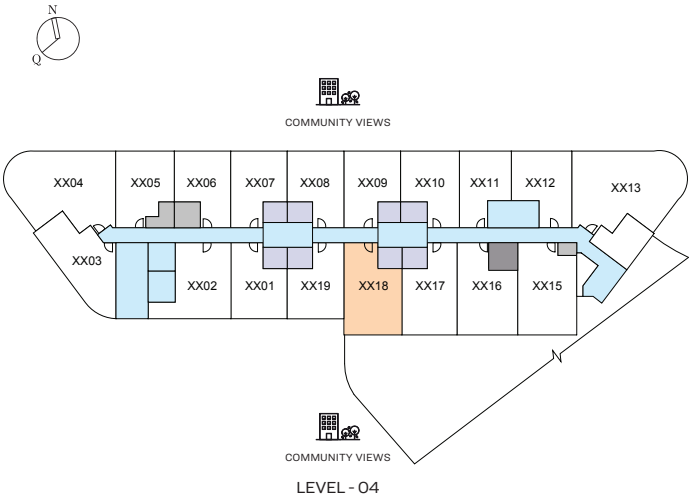 N
Q
COMMUNITY VIEWS
XX04 XX05 XX06 XX07 XX08 XX09 XX10 XX11 XX12 XX13
XX03
XX02 XX01 XX19 XX18 XX17 XX16 XX15
N
COMMUNITY VIEWS
LEVEL - 04